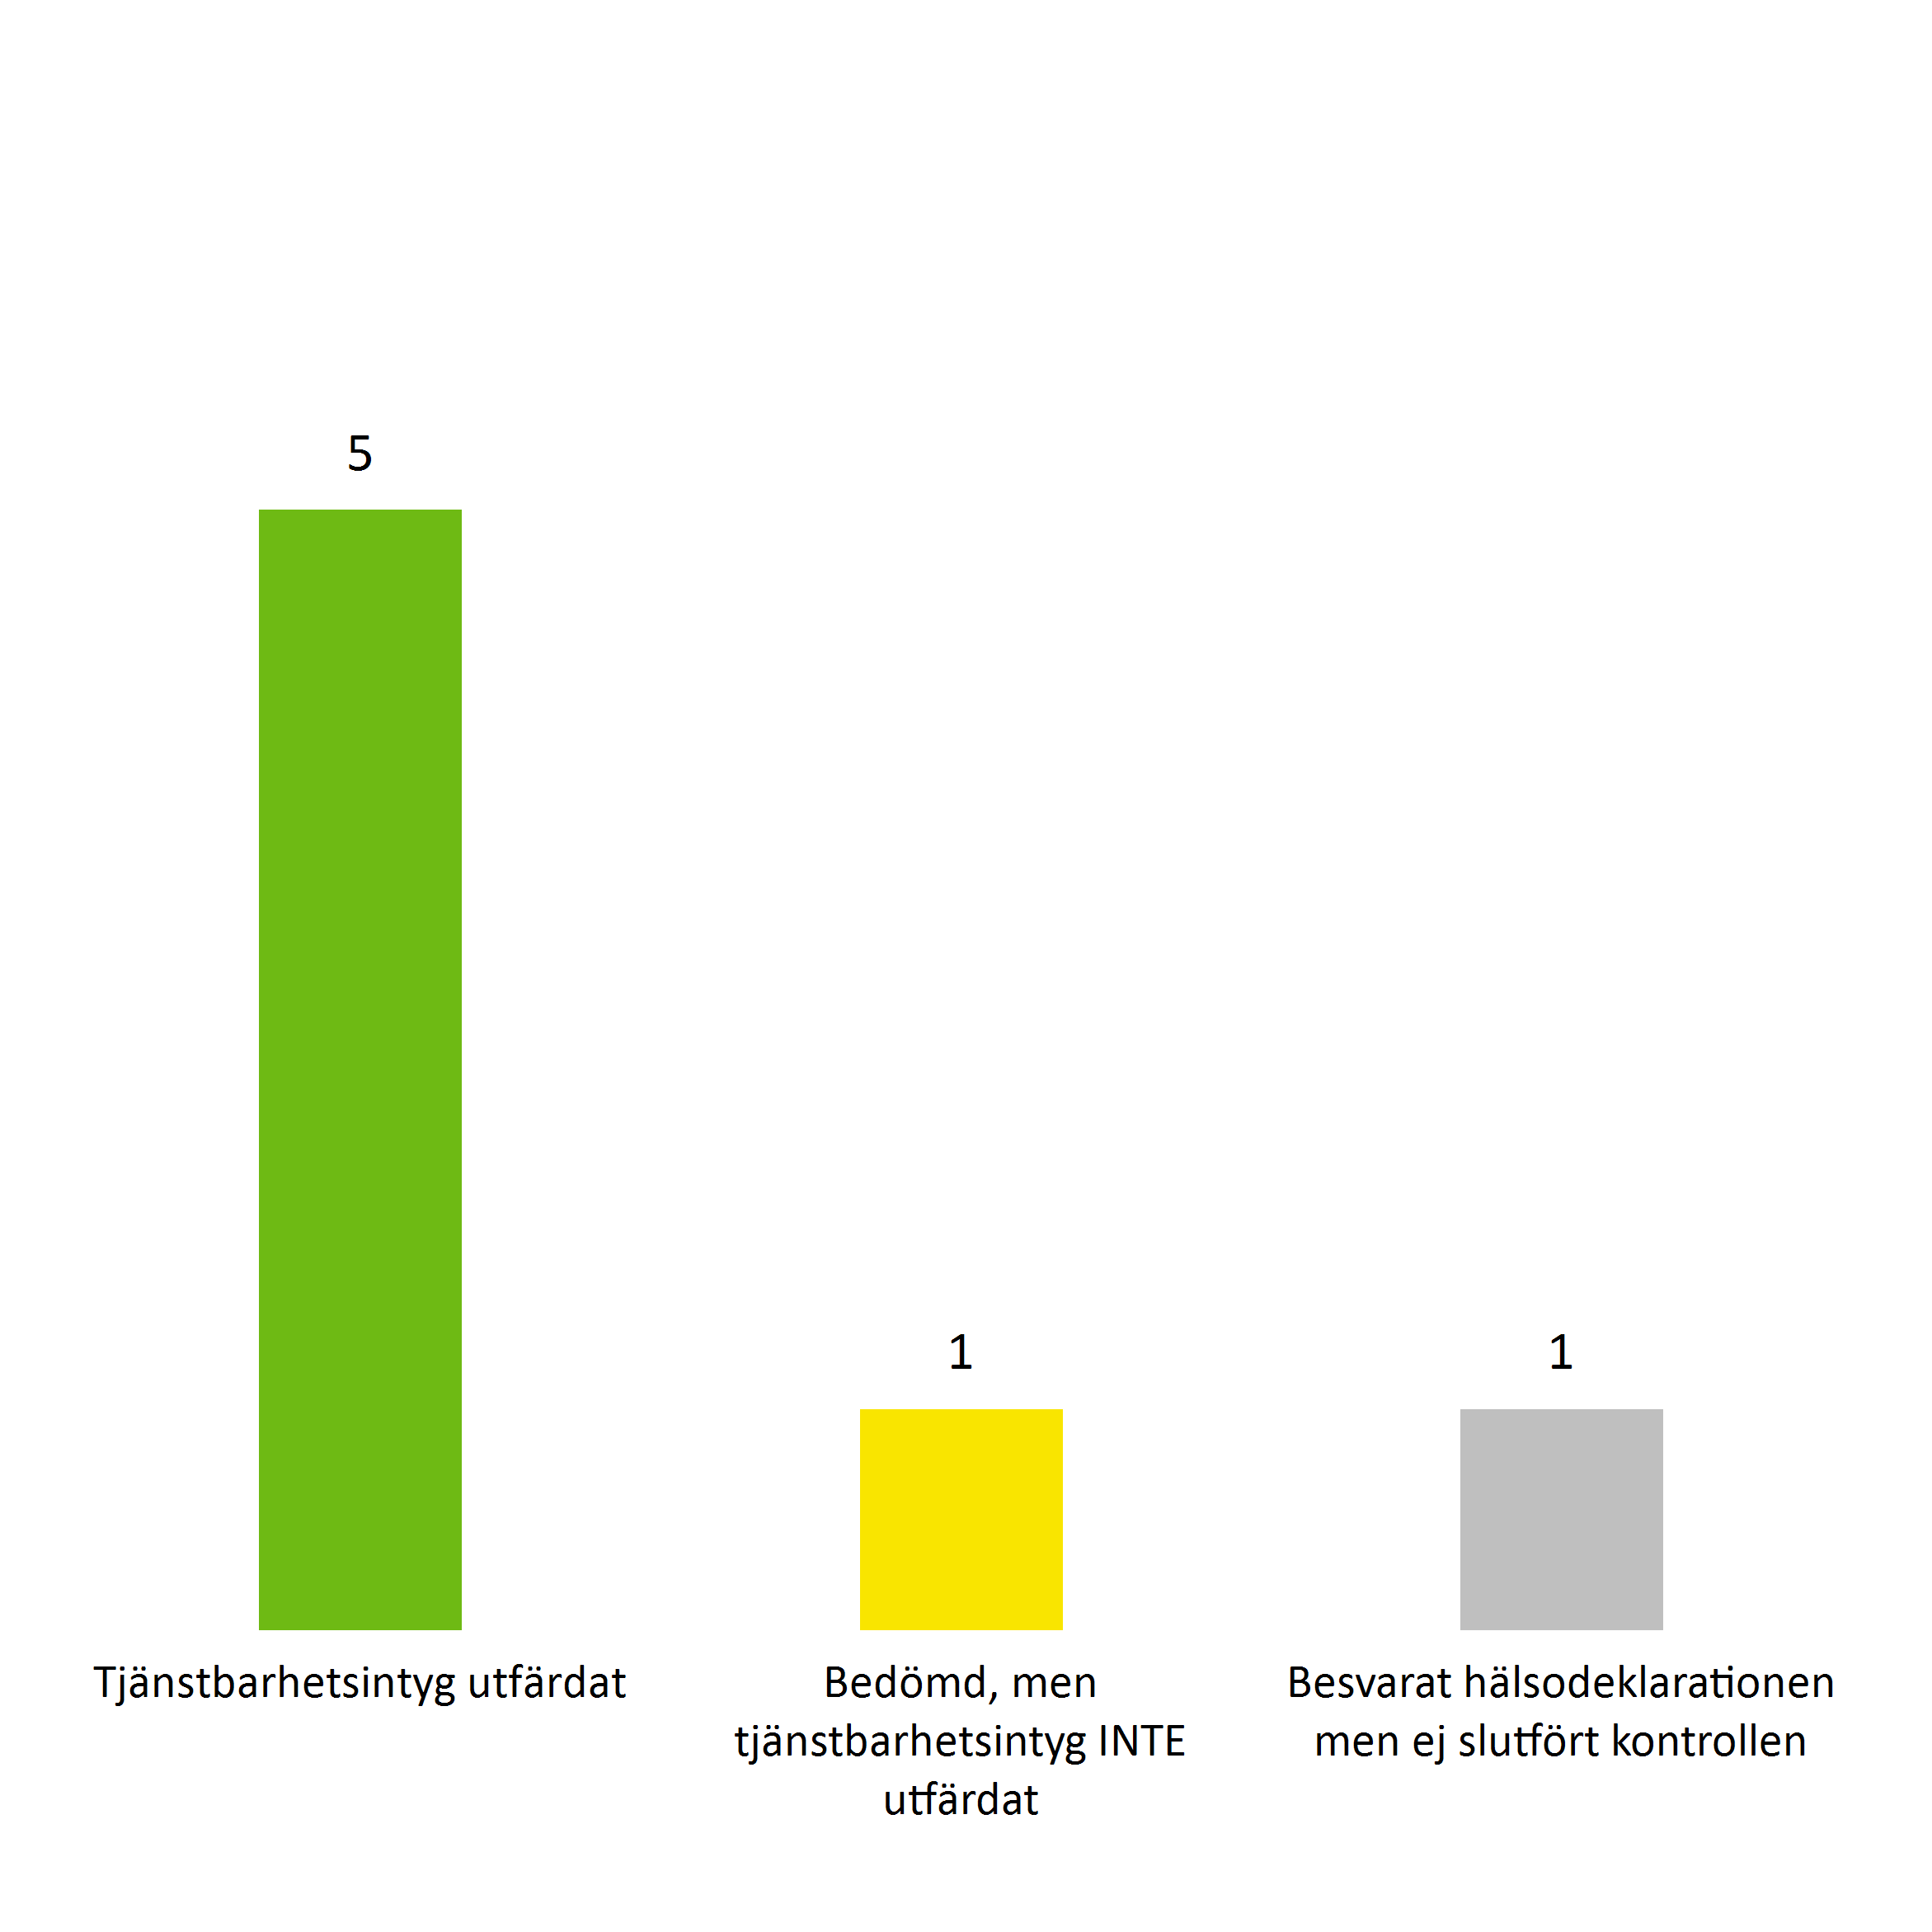 5
1
1
Tjänstbarhetsintyg utfärdat
Bedömd, men
tjänstbarhetsintyg INTE
utfärdat
Besvarat hälsodeklarationen
men ej slutfört kontrollen